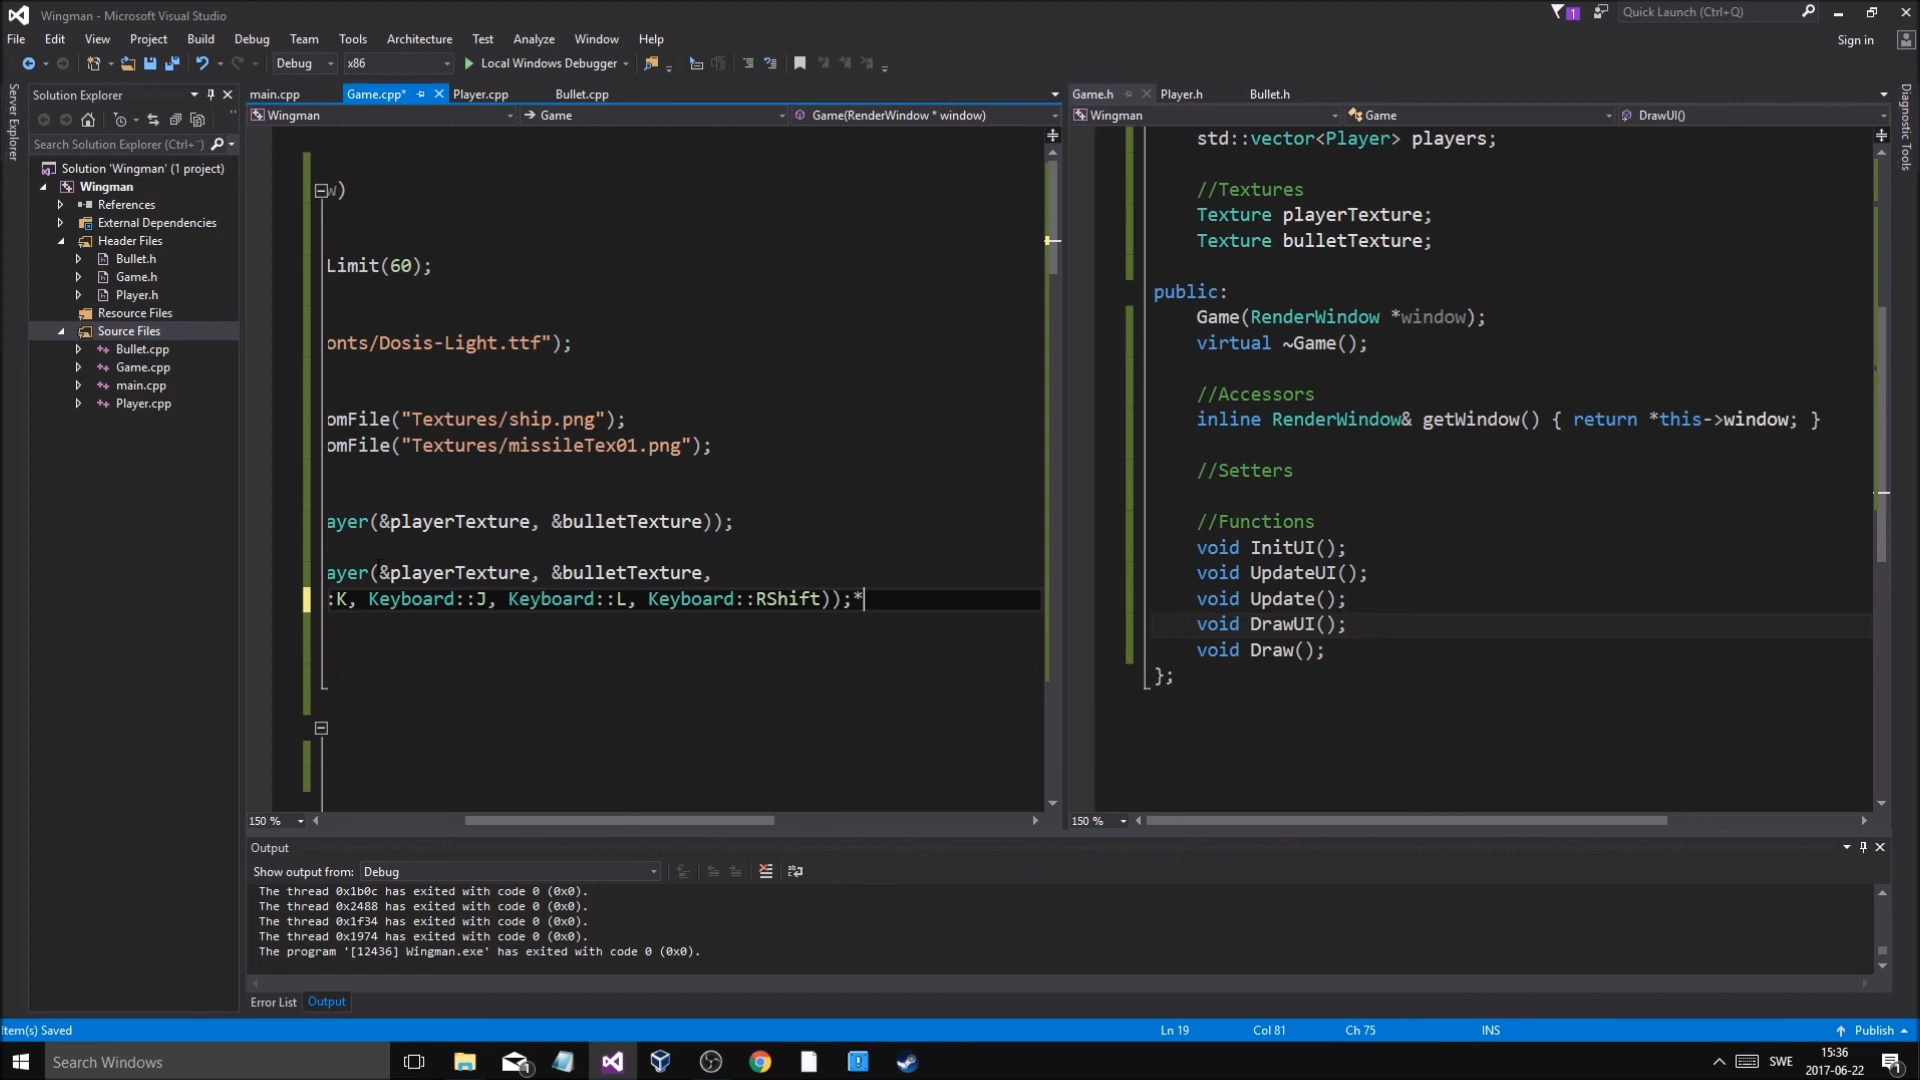 Wingman - Microsoft Visual Studio
1
Quick Launch (Ctrl+Q)
File Edit View Project Build Debug Team Tools Architecture Test Analyze Window Help
Sign in
Debug x86 Local Windows Debugger
Server Explorer
Solution Explorer
Search Solution Explorer (Ctrl+
Solution 'Wingman' (1 project)
Wingman
References
External Dependencies
Header Files
Bullet.h
Game.h
Player.h
Resource Files
Source Files
Bullet.cpp
Game.cpp
main.cpp
Player.cpp
main.cpp Game.cpp* Player.cpp Bullet.cpp
Wingman Game Game(RenderWindow * window)
w)
Limit(60);
onts/Dosis-Light.ttf");
omFile("Textures/ship.png");
omFile("Textures/missileTex01.png");
ayer(&playerTexture, &bulletTexture));
ayer(&playerTexture, &bulletTexture,
:K, Keyboard::J, Keyboard::L, Keyboard::RShift));*
150 %
Game.h Player.h Bullet.h
Wingman Game DrawUI()
std::vector<Player> players;
//Textures
Texture playerTexture;
Texture bulletTexture;
public:
Game(RenderWindow *window);
virtual ~Game();
//Accessors
inline RenderWindow& getWindow() { return *this->window; }
//Setters
//Functions
void InitUI();
void UpdateUI();
void Update();
void DrawUI();
void Draw();
};
150 %
Diagnostic Tools
Output
Show output from: Debug
The thread 0x1b0c has exited with code 0 (0x0).
The thread 0x2488 has exited with code 0 (0x0).
The thread 0x1f34 has exited with code 0 (0x0).
The thread 0x1974 has exited with code 0 (0x0).
The program '[12436] Wingman.exe' has exited with code 0 (0x0).
Error List Output
Item(s) Saved Ln 19 Col 81 Ch 75 INS Publish
Search Windows
1
SWE
15:36
2017-06-22
1